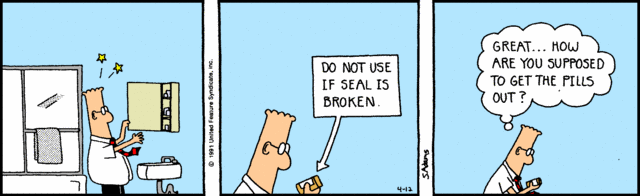 © 1991 United Feature Syndicate, Inc.
DO NOT USE
IF SEAL IS
BROKEN.
4-12
S.Adams
GREAT... HOW
ARE YOU SUPPOSED
TO GET THE PILLS
OUT?